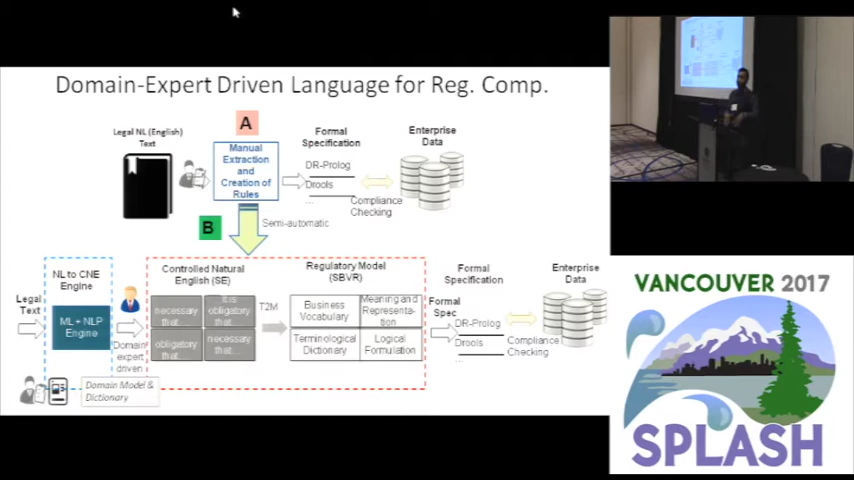 Domain-Expert Driven Language for Reg. Comp.
A
Legal NL (English)
Text
Manual
Extraction
and
Creation of
Rules
Formal
Specification
DR-Prolog
Drools
...
Enterprise
Data
Compliance
Checking
B
Semi-automatic
Legal
Text
NL to CNE
Engine
ML + NLP
Engine
Domain
expert
driven
Domain Model &
Dictionary
Controlled Natural
English (SE)
necessary
that....
It is
obligatory
that....
obligatory
that....
necessary
that...
T2M
Regulatory Model
(SBVR)
Business
Vocabulary
Meaning and
Representa-
tion
Terminological
Dictionary
Logical
Formulation
Formal
Spec
Formal
Specification
DR-Prolog
Drools
...
Compliance
Checking
Enterprise
Data
VANCOUVER 2017
SPLASH